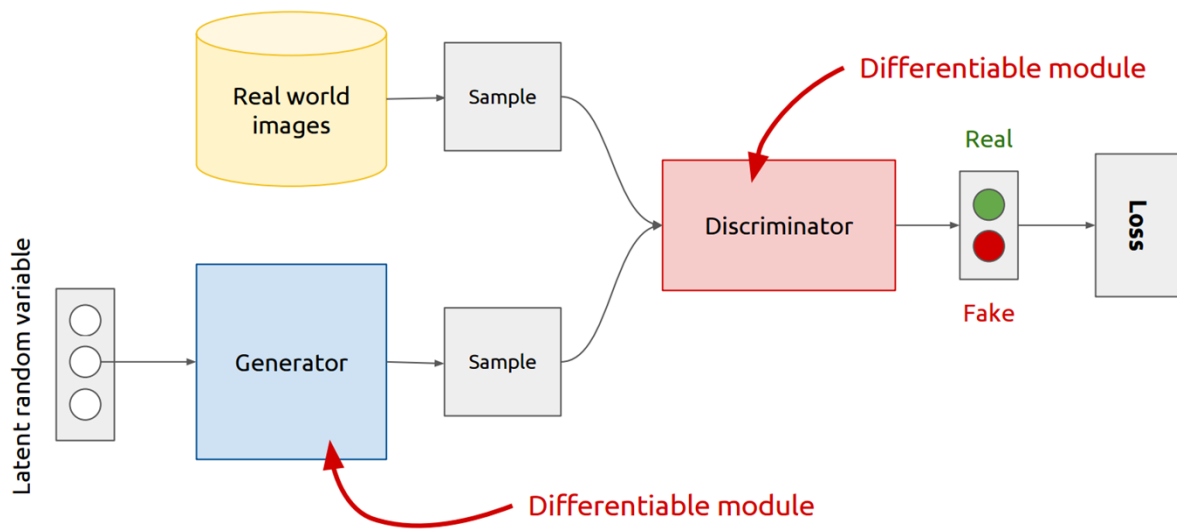 Differentiable module
Real world
images
Sample
Real
Discriminator
Loss
Latent random variable
Generator
Sample
Fake
Differentiable module